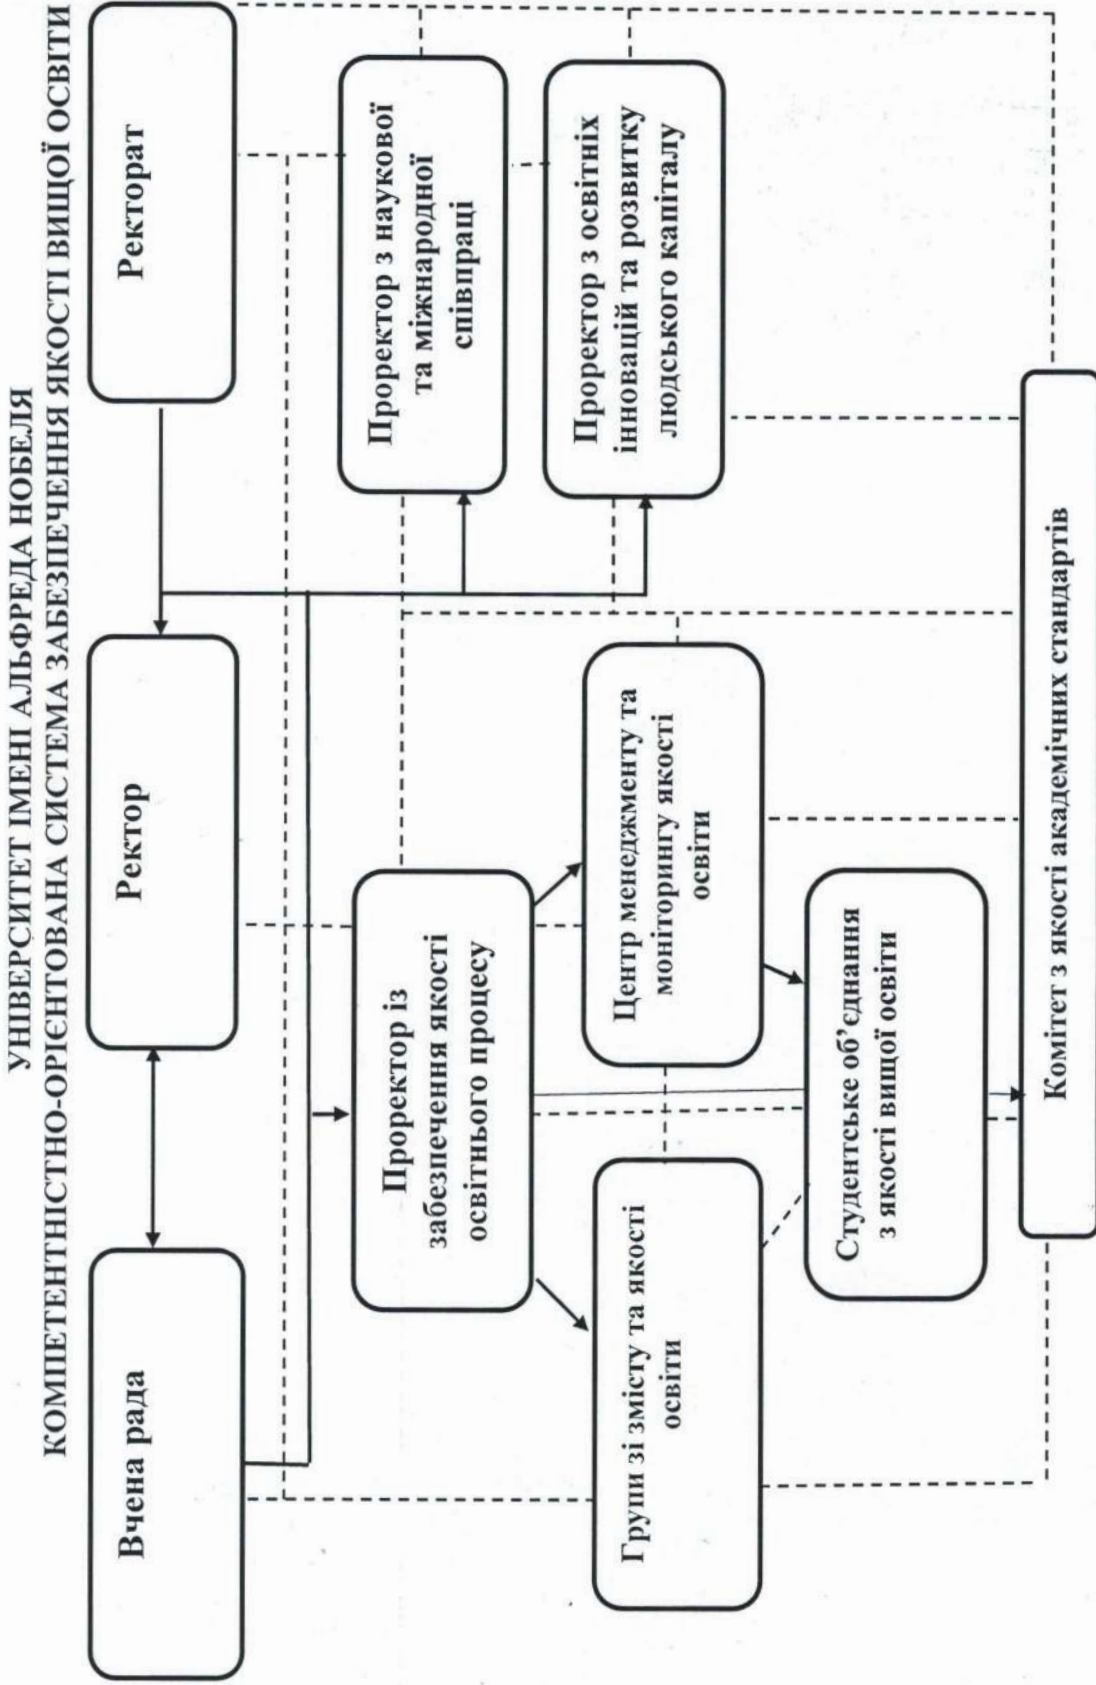 УНІВЕРСИТЕТ ІМЕНІ АЛЬФРЕДА НОБЕЛЯ
КОМПЕТЕНТНІСТНО-ОРІЄНТОВАНА СИСТЕМА ЗАБЕЗПЕЧЕННЯ ЯКОСТІ ВИЩОЇ ОСВІТИ
Вчена рада
Ректор
Ректорат
Проректор із
забезпечення якості
освітнього процесу
Проректор з наукової
та міжнародної
співпраці
Проректор з освітніх
інновацій та розвитку
людського капіталу
Групи зі змісту та якості
освіти
Центр менеджменту та
моніторингу якості
освіти
Студентське об’єднання
з якості вищої освіти
Комітет з якості академічних стандартів